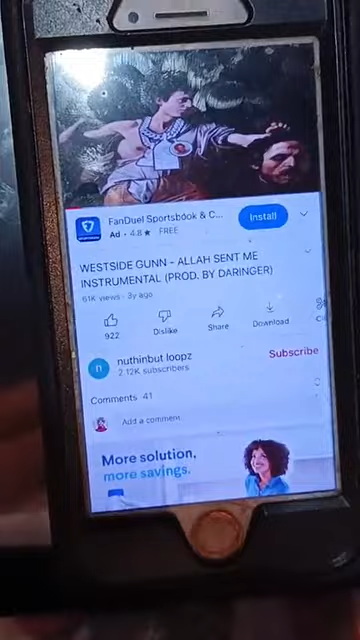 FanDuel Sportsbook & C...
Ad • 4.8★ FREE
Install
WESTSIDE GUNN - ALLAH SENT ME
INSTRUMENTAL (PROD. BY DARINGER)
61K views · 3y ago
922
Dislike
Share
Download
Cli
n
nuthinbut loopz
2.12K subscribers
Subscribe
Comments 41
Add a comment
More solution,
more savings.